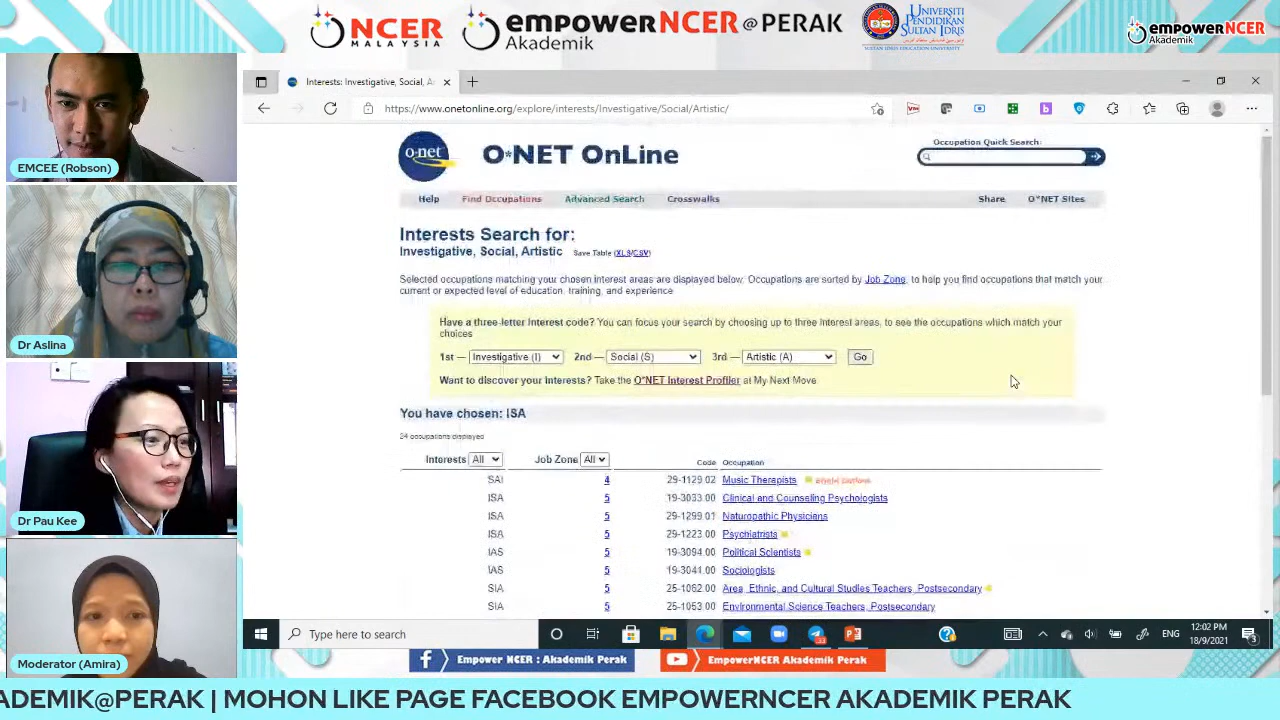 NCER
MALAYSIA
empowerNCER@PERAK
Akademik
UNIVERSITI
PENDIDIKAN
SULTAN IDRIS
SULTAN IDRIS EDUCATION UNIVERSITY
empowerNCER
Akademik
EMCEE (Robson)
Dr Aslina
Dr Pau Kee
Moderator (Amira)
Interests: Investigative, Social, A
https://www.onetonline.org/explore/interests/Investigative/Social/Artistic/
o·net
O*NET OnLine
Occupation Quick Search:
Help Find Occupations Advanced Search Crosswalks Share O*NET Sites
Interests Search for:
Investigative, Social, Artistic Save Table (XLS/CSV)
Selected occupations matching your chosen interest areas are displayed below. Occupations are sorted by Job Zone, to help you find occupations that match your
current or expected level of education, training, and experience
Have a three-letter Interest code? You can focus your search by choosing up to three interest areas, to see the occupations which match your
choices
1st — Investigative (I) 2nd — Social (S) 3rd — Artistic (A) Go
Want to discover your interests? Take the O*NET Interest Profiler at My Next Move
You have chosen: ISA
24 occupations displayed
Interests All Job Zone All Code Occupation
SAI 4 29-1129.02 Music Therapists
ISA 5 19-3033.00 Clinical and Counseling Psychologists
ISA 5 29-1299.01 Naturopathic Physicians
ISA 5 29-1223.00 Psychiatrists
IAS 5 19-3094.00 Political Scientists
IAS 5 19-3041.00 Sociologists
SIA 5 25-1062.00 Area, Ethnic, and Cultural Studies Teachers, Postsecondary
SIA 5 25-1053.00 Environmental Science Teachers, Postsecondary
Type here to search
ENG
12:02 PM
18/9/2021
Empower NCER : Akademik Perak
EmpowerNCER Akademik Perak
ADEMIK@PERAK | MOHON LIKE PAGE FACEBOOK EMPOWERNCER AKADEMIK PERAK